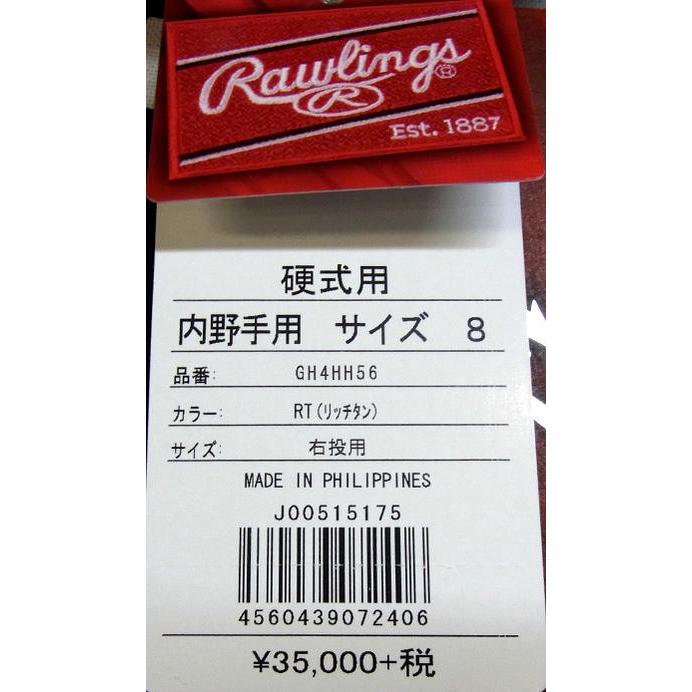 Rawlings®
R
Est. 1887
硬式用
内野手用 サイズ 8
品番: GH4HH56
カラー: RT(ﾘｯﾁﾀﾝ)
サイズ: 右投用
MADE IN PHILIPPINES
J00515175
4560439072406
¥35,000+税